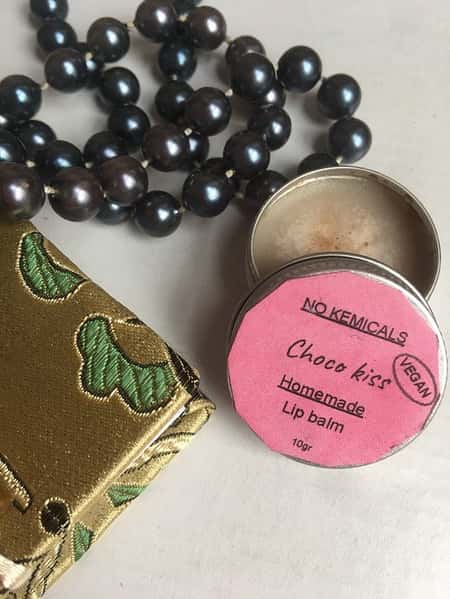 NO KEMICALS
Choco kiss
VEGAN
Homemade
Lip balm
10gr